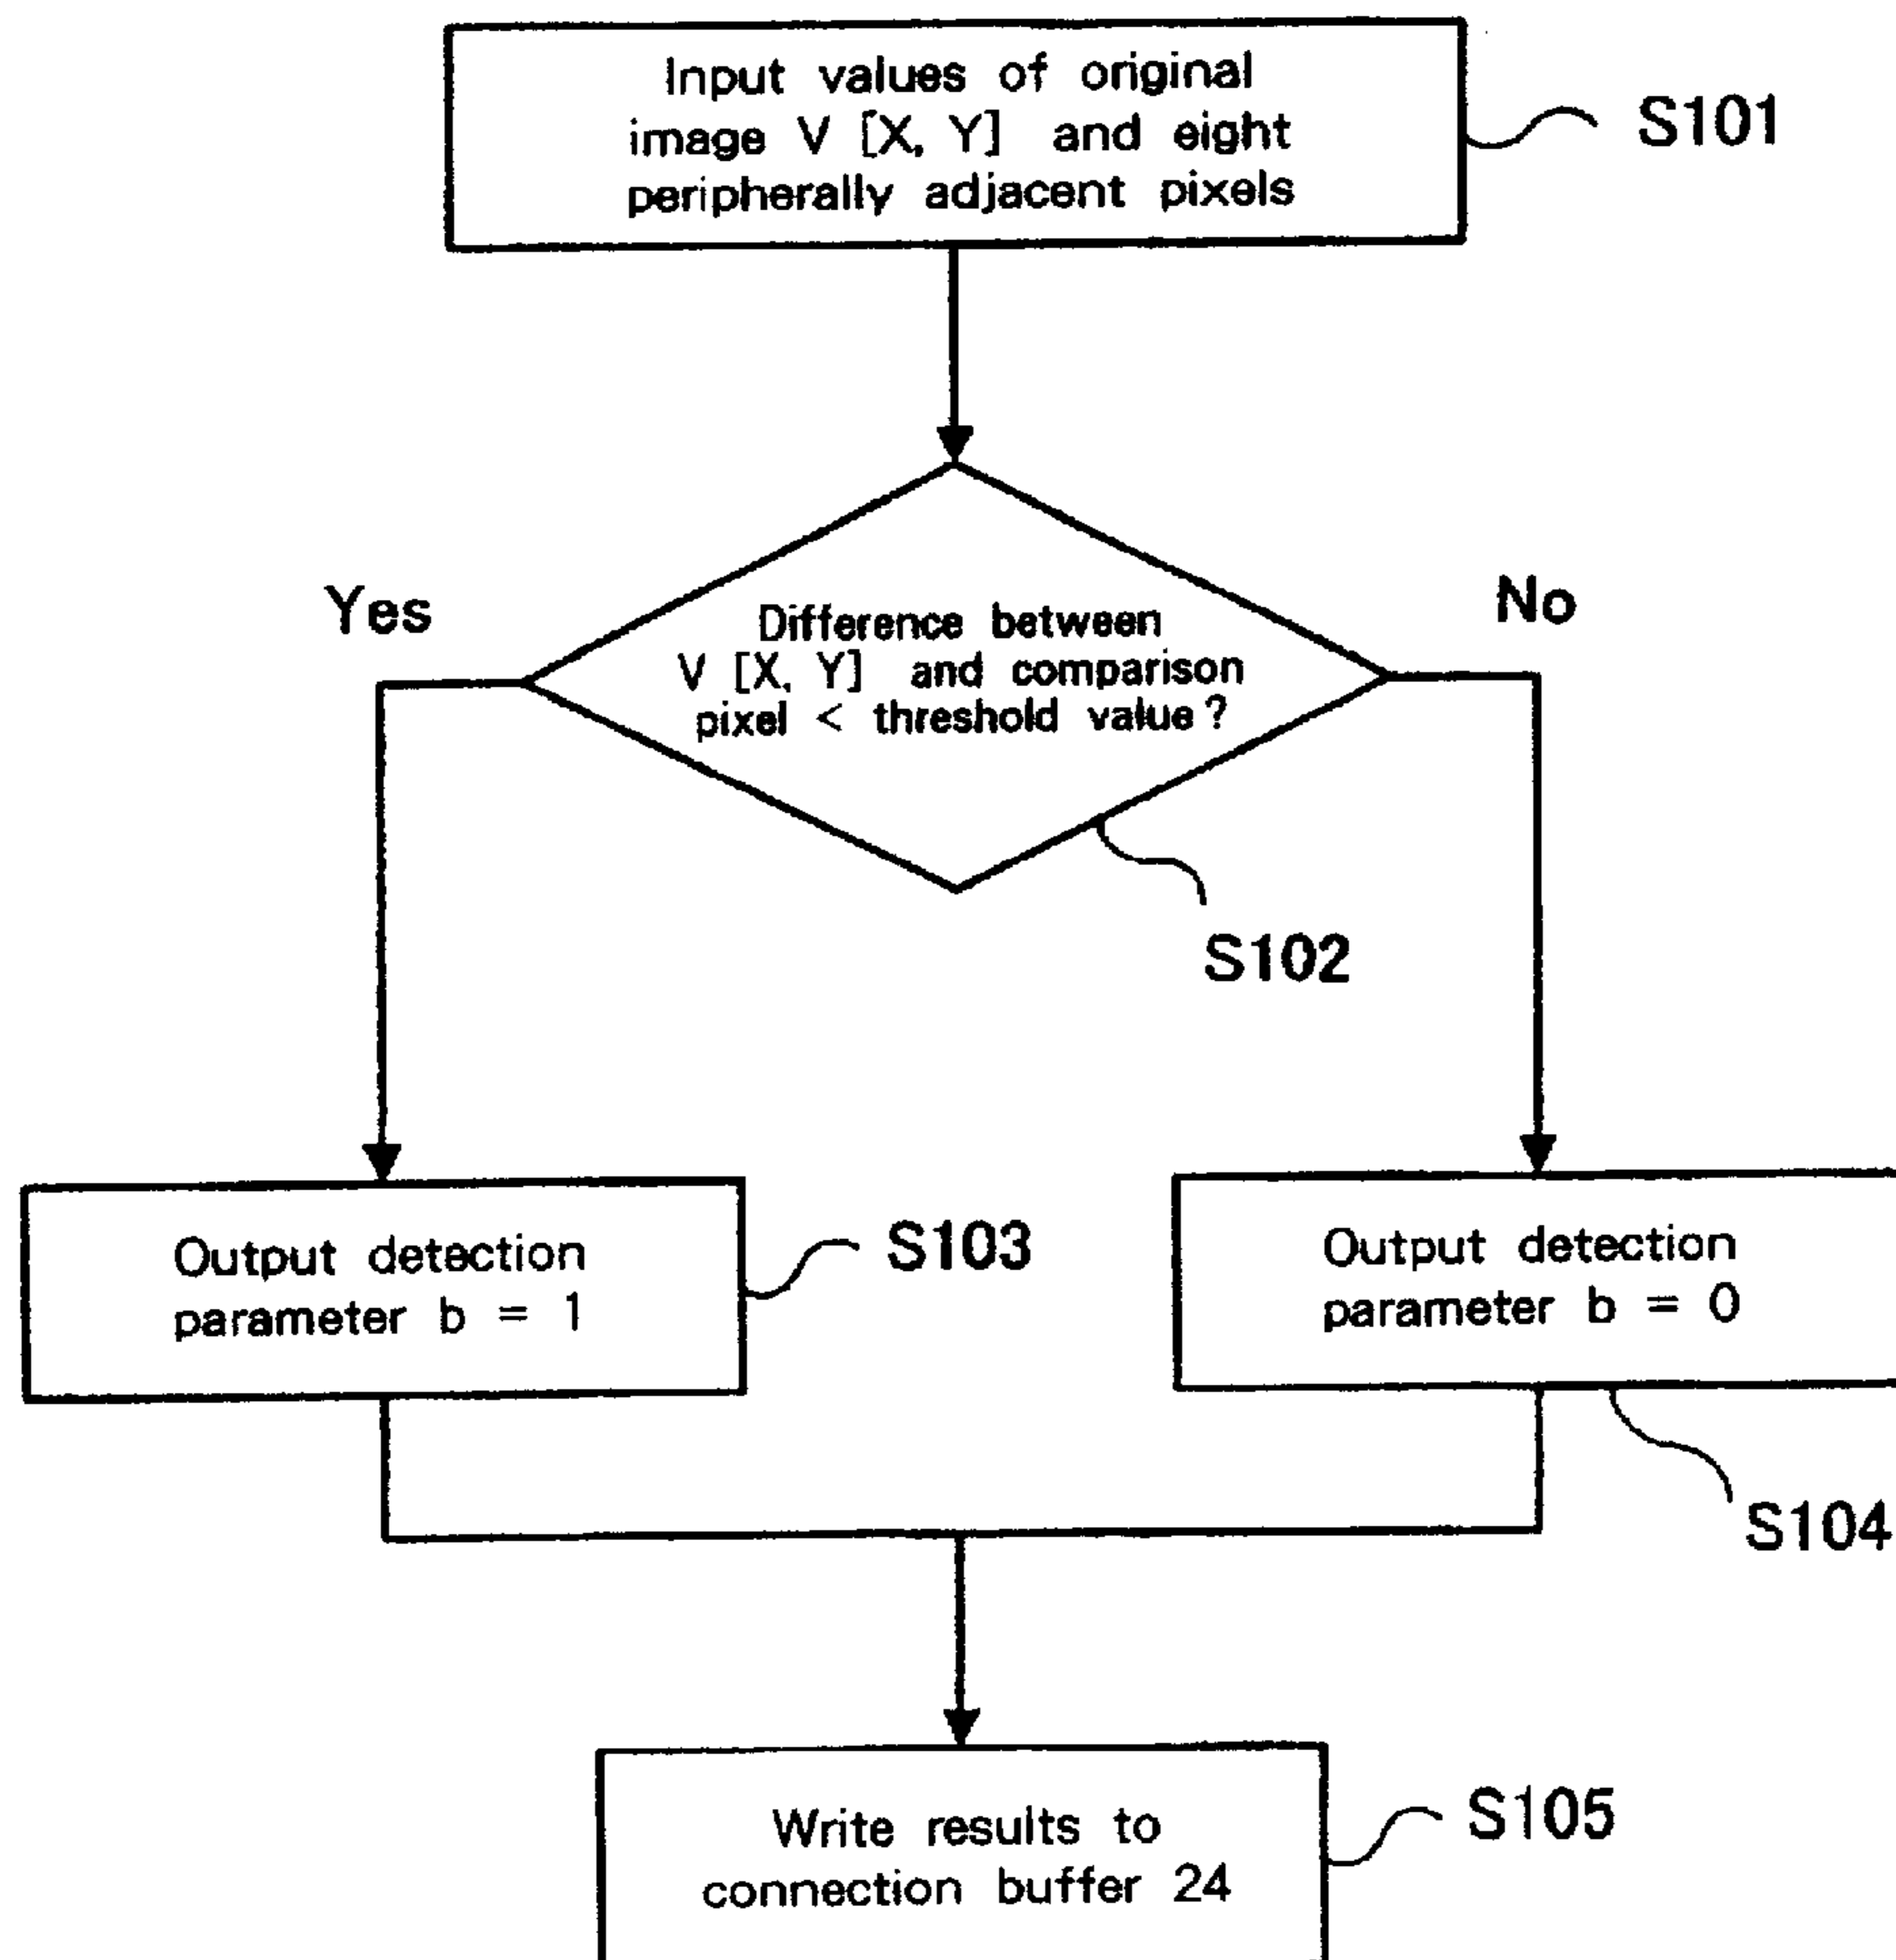 Input values of original
image V [X, Y] and eight
peripherally adjacent pixels
S101
Yes
No
Difference between
V [X, Y] and comparison
pixel < threshold value?
S102
Output detection
parameter b = 1
S103
Output detection
parameter b = 0
S104
Write results to
connection buffer 24
S105